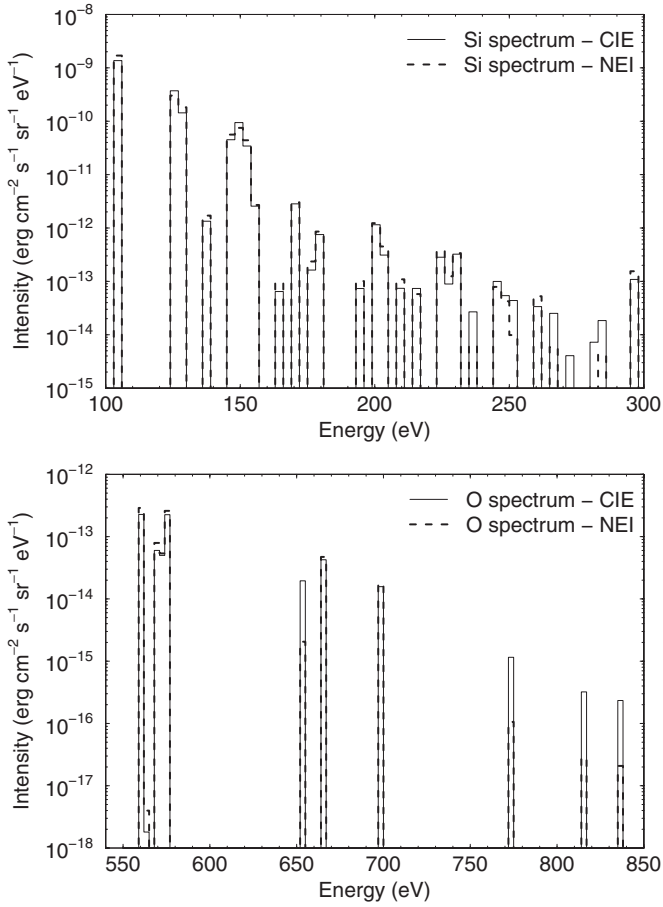 10⁻⁸
10⁻⁹
10⁻¹⁰
10⁻¹¹
10⁻¹²
10⁻¹³
10⁻¹⁴
10⁻¹⁵
Intensity (erg cm⁻² s⁻¹ sr⁻¹ eV⁻¹)
Si spectrum – CIE
Si spectrum – NEI
100 150 200 250 300
Energy (eV)
10⁻¹²
10⁻¹³
10⁻¹⁴
10⁻¹⁵
10⁻¹⁶
10⁻¹⁷
10⁻¹⁸
Intensity (erg cm⁻² s⁻¹ sr⁻¹ eV⁻¹)
O spectrum – CIE
O spectrum – NEI
550 600 650 700 750 800 850
Energy (eV)